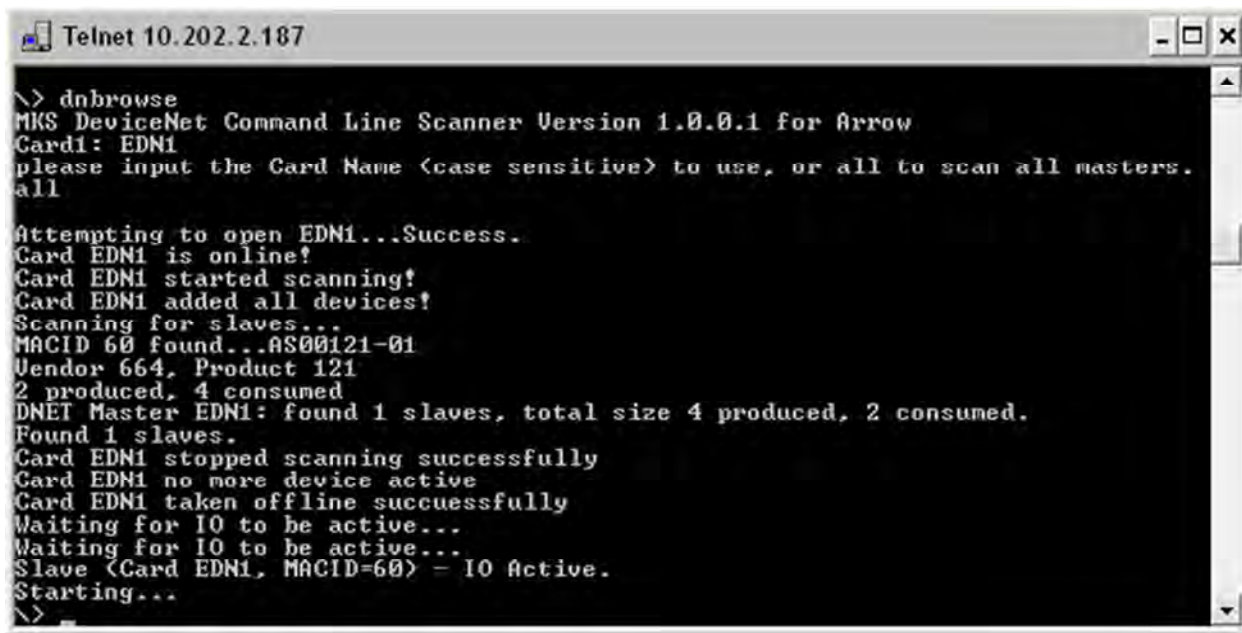 Telnet 10.202.2.187
\> dnbrowse
MKS DeviceNet Command Line Scanner Version 1.0.0.1 for Arrow
Card1: EDN1
please input the Card Name (case sensitive) to use, or all to scan all masters.
all
Attempting to open EDN1...Success.
Card EDN1 is online!
Card EDN1 started scanning!
Card EDN1 added all devices!
Scanning for slaves...
MACID 60 found...AS00121-01
Vendor 664, Product 121
2 produced, 4 consumed
DNET Master EDN1: found 1 slaves, total size 4 produced, 2 consumed.
Found 1 slaves.
Card EDN1 stopped scanning successfully
Card EDN1 no more device active
Card EDN1 taken offline succuessfully
Waiting for IO to be active...
Waiting for IO to be active...
Slave (Card EDN1, MACID=60) - IO Active.
Starting...
\> _